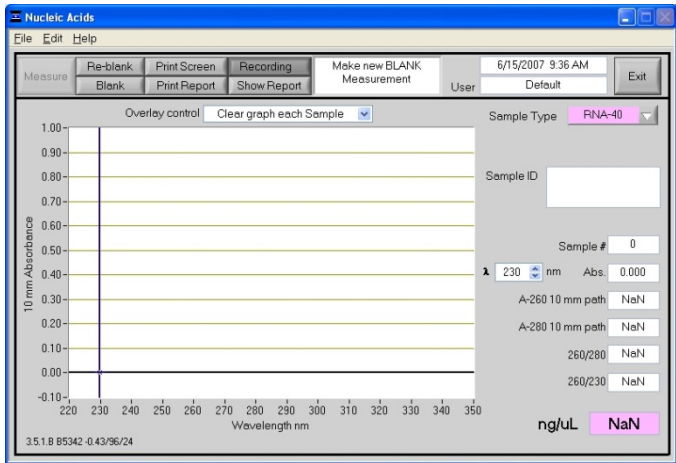 Nucleic Acids
File Edit Help
Measure Re-blank Print Screen Recording Make new BLANK 6/15/2007 9:36 AM Exit
Blank Print Report Show Report Measurement User Default
Overlay control Clear graph each Sample Sample Type RNA-40
1.00
0.90
0.80 Sample ID
0.70
0.60
0.50 Sample # 0
0.40 λ 230 nm Abs. 0.000
0.30 A-260 10 mm path NaN
0.20 A-280 10 mm path NaN
0.10 260/280 NaN
0.00 260/230 NaN
-0.10
10 mm Absorbance
220 230 240 250 260 270 280 290 300 310 320 330 340 350
Wavelength nm
ng/uL NaN
3.5.1.B B5342 -0.43/96/24